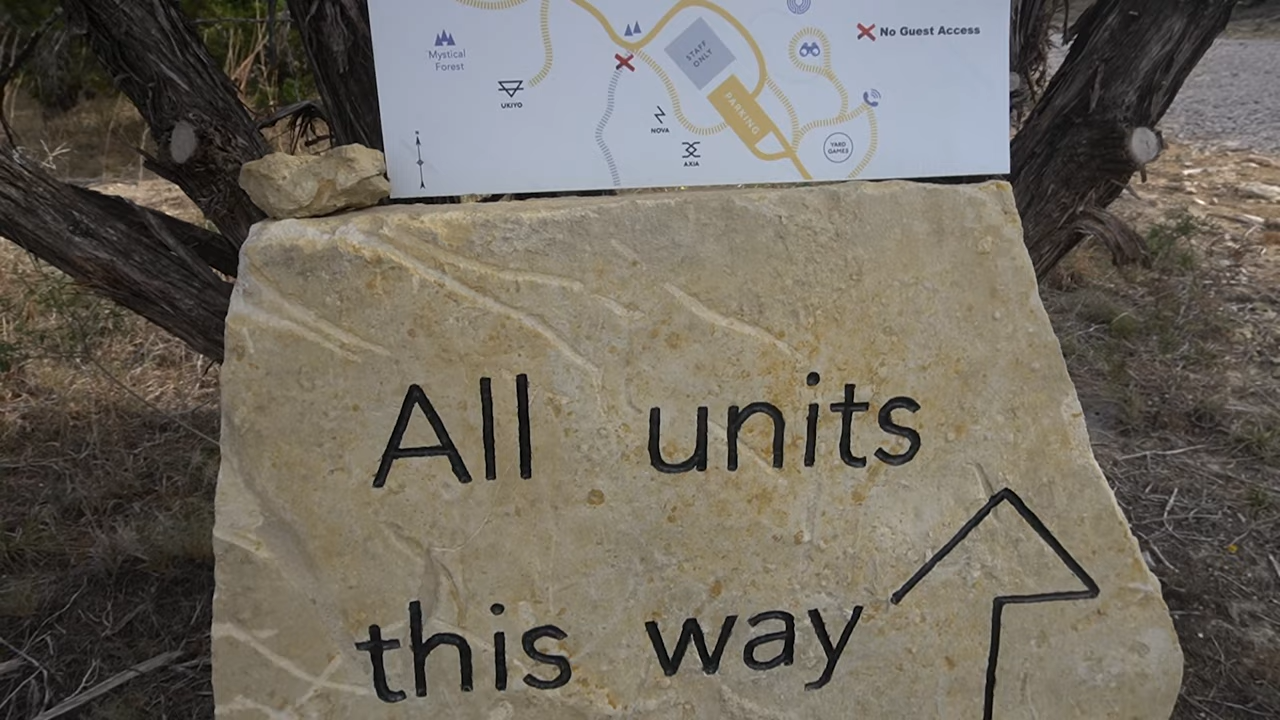 No Guest Access
Mystical
Forest
STAFF
ONLY
UKIYO
PARKING
NOVA
AXIA
YARD
GAMES
All units
this way